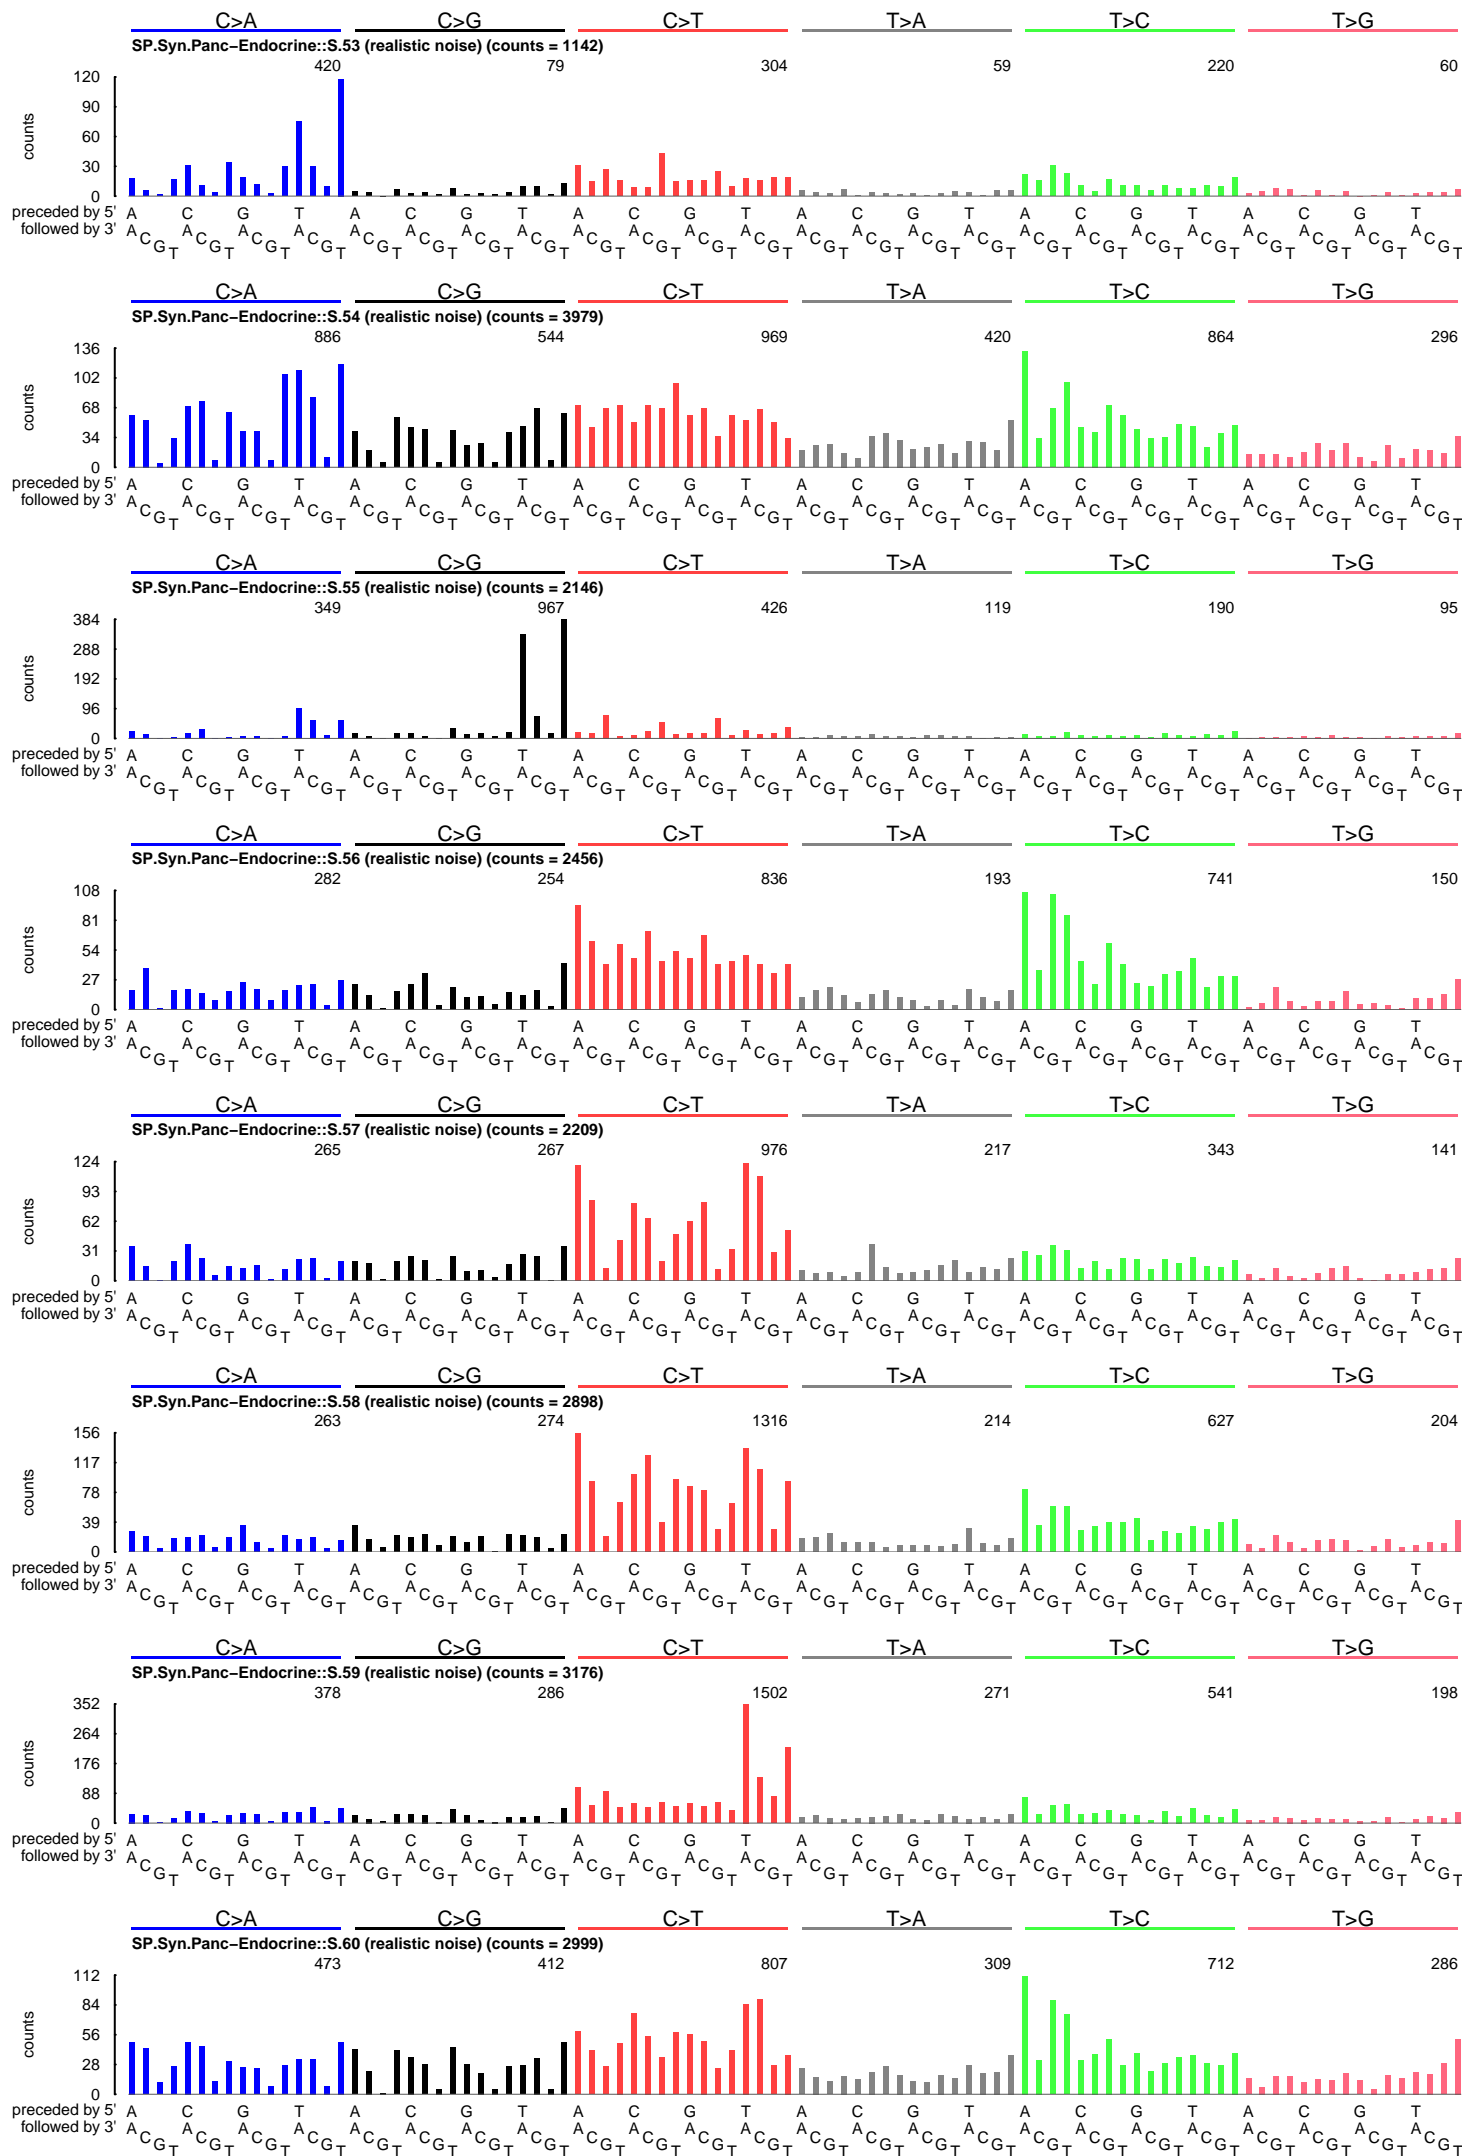 C>A C>G C>T T>A T>C T>G
SP.Syn.Panc−Endocrine::S.53 (realistic noise) (counts = 1142)
420 79 304 59 220 60
120
90
60
30
0
counts
preceded by 5' A C G T A C G T A C G T A C G T A C G T A C G T
followed by 3' A C G T A C G T A C G T A C G T A C G T A C G T A C G T A C G T A C G T A C G T A C G T A C G T A C G T A C G T A C G T A C G T A C G T A C G T A C G T A C G T A C G T A C G T A C G T A C G T
C>A C>G C>T T>A T>C T>G
SP.Syn.Panc−Endocrine::S.54 (realistic noise) (counts = 3979)
886 544 969 420 864 296
136
102
68
34
0
counts
preceded by 5' A C G T A C G T A C G T A C G T A C G T A C G T
followed by 3' A C G T A C G T A C G T A C G T A C G T A C G T A C G T A C G T A C G T A C G T A C G T A C G T A C G T A C G T A C G T A C G T A C G T A C G T A C G T A C G T A C G T A C G T A C G T A C G T
C>A C>G C>T T>A T>C T>G
SP.Syn.Panc−Endocrine::S.55 (realistic noise) (counts = 2146)
349 967 426 119 190 95
384
288
192
96
0
counts
preceded by 5' A C G T A C G T A C G T A C G T A C G T A C G T
followed by 3' A C G T A C G T A C G T A C G T A C G T A C G T A C G T A C G T A C G T A C G T A C G T A C G T A C G T A C G T A C G T A C G T A C G T A C G T A C G T A C G T A C G T A C G T A C G T A C G T
C>A C>G C>T T>A T>C T>G
SP.Syn.Panc−Endocrine::S.56 (realistic noise) (counts = 2456)
282 254 836 193 741 150
108
81
54
27
0
counts
preceded by 5' A C G T A C G T A C G T A C G T A C G T A C G T
followed by 3' A C G T A C G T A C G T A C G T A C G T A C G T A C G T A C G T A C G T A C G T A C G T A C G T A C G T A C G T A C G T A C G T A C G T A C G T A C G T A C G T A C G T A C G T A C G T A C G T
C>A C>G C>T T>A T>C T>G
SP.Syn.Panc−Endocrine::S.57 (realistic noise) (counts = 2209)
265 267 976 217 343 141
124
93
62
31
0
counts
preceded by 5' A C G T A C G T A C G T A C G T A C G T A C G T
followed by 3' A C G T A C G T A C G T A C G T A C G T A C G T A C G T A C G T A C G T A C G T A C G T A C G T A C G T A C G T A C G T A C G T A C G T A C G T A C G T A C G T A C G T A C G T A C G T A C G T
C>A C>G C>T T>A T>C T>G
SP.Syn.Panc−Endocrine::S.58 (realistic noise) (counts = 2898)
263 274 1316 214 627 204
156
117
78
39
0
counts
preceded by 5' A C G T A C G T A C G T A C G T A C G T A C G T
followed by 3' A C G T A C G T A C G T A C G T A C G T A C G T A C G T A C G T A C G T A C G T A C G T A C G T A C G T A C G T A C G T A C G T A C G T A C G T A C G T A C G T A C G T A C G T A C G T A C G T
C>A C>G C>T T>A T>C T>G
SP.Syn.Panc−Endocrine::S.59 (realistic noise) (counts = 3176)
378 286 1502 271 541 198
352
264
176
88
0
counts
preceded by 5' A C G T A C G T A C G T A C G T A C G T A C G T
followed by 3' A C G T A C G T A C G T A C G T A C G T A C G T A C G T A C G T A C G T A C G T A C G T A C G T A C G T A C G T A C G T A C G T A C G T A C G T A C G T A C G T A C G T A C G T A C G T A C G T
C>A C>G C>T T>A T>C T>G
SP.Syn.Panc−Endocrine::S.60 (realistic noise) (counts = 2999)
473 412 807 309 712 286
112
84
56
28
0
counts
preceded by 5' A C G T A C G T A C G T A C G T A C G T A C G T
followed by 3' A C G T A C G T A C G T A C G T A C G T A C G T A C G T A C G T A C G T A C G T A C G T A C G T A C G T A C G T A C G T A C G T A C G T A C G T A C G T A C G T A C G T A C G T A C G T A C G T